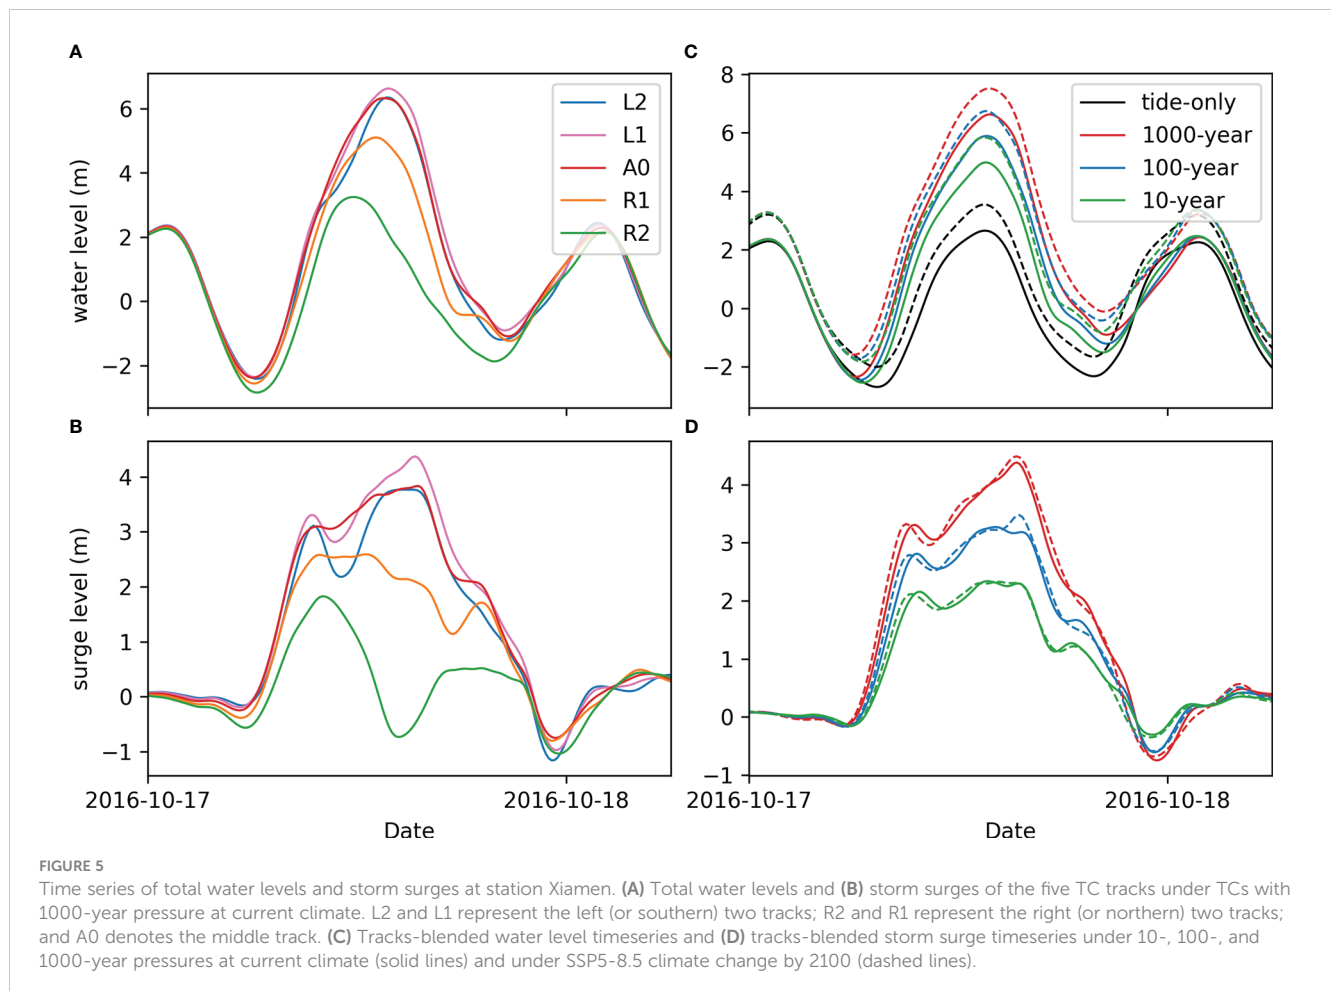 A
water level (m)
6
4
2
0
−2
L2
L1
A0
R1
R2
C
8
6
4
2
0
−2
tide-only
1000-year
100-year
10-year
B
surge level (m)
4
3
2
1
0
−1
2016-10-17
2016-10-18
Date
D
4
3
2
1
0
−1
2016-10-17
2016-10-18
Date
FIGURE 5
Time series of total water levels and storm surges at station Xiamen. (A) Total water levels and (B) storm surges of the five TC tracks under TCs with
1000-year pressure at current climate. L2 and L1 represent the left (or southern) two tracks; R2 and R1 represent the right (or northern) two tracks;
and A0 denotes the middle track. (C) Tracks-blended water level timeseries and (D) tracks-blended storm surge timeseries under 10-, 100-, and
1000-year pressures at current climate (solid lines) and under SSP5-8.5 climate change by 2100 (dashed lines).